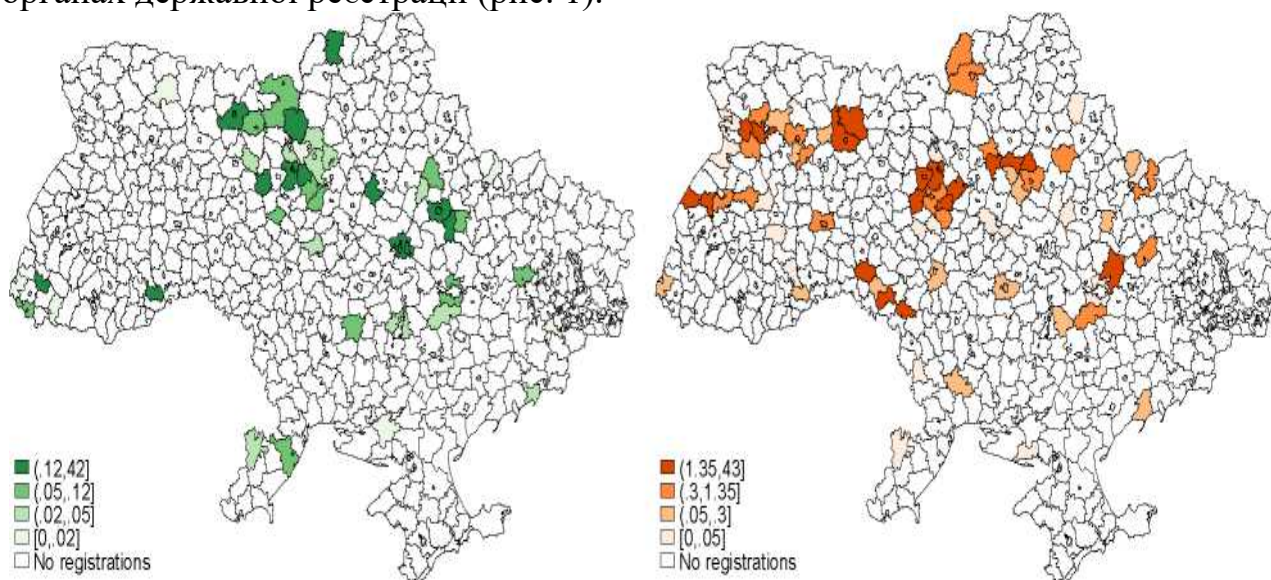 органах державної реєстрації (рис. 1).
(.12,42]
(.05,.12]
(.02,.05]
[0,.02]
No registrations
(1.35,43]
(.3,1.35]
(.05,.3]
[0,.05]
No registrations